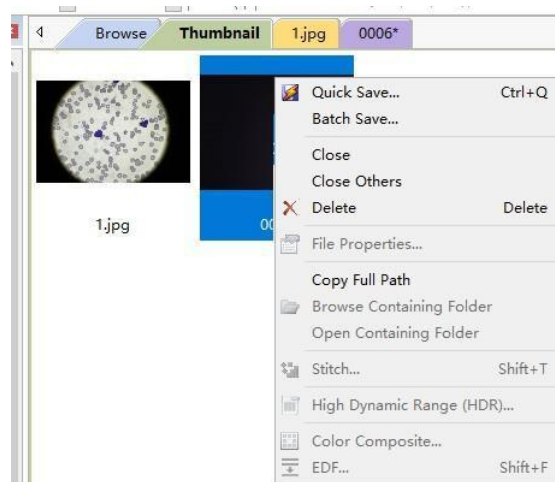 Browse Thumbnail 1.jpg 0006*
Quick Save... Ctrl+Q
Batch Save...
Close
Close Others
Delete Delete
1.jpg 00
File Properties...
Copy Full Path
Browse Containing Folder
Open Containing Folder
Stitch... Shift+T
High Dynamic Range (HDR)...
Color Composite...
EDF... Shift+F